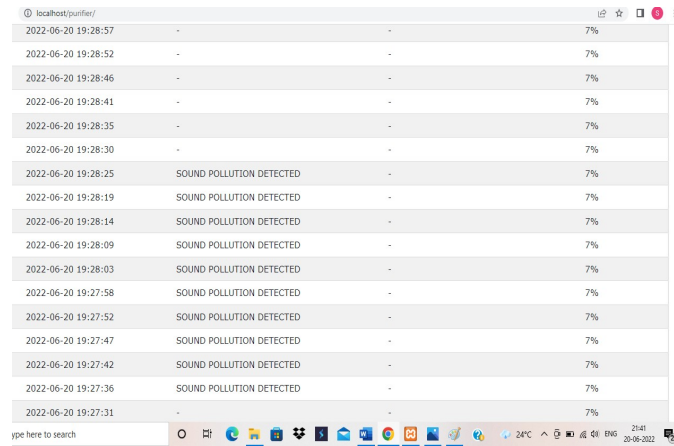 localhost/purifier/
S
2022-06-20 19:28:57 - - 7%
2022-06-20 19:28:52 - - 7%
2022-06-20 19:28:46 - - 7%
2022-06-20 19:28:41 - - 7%
2022-06-20 19:28:35 - - 7%
2022-06-20 19:28:30 - - 7%
2022-06-20 19:28:25 SOUND POLLUTION DETECTED - 7%
2022-06-20 19:28:19 SOUND POLLUTION DETECTED - 7%
2022-06-20 19:28:14 SOUND POLLUTION DETECTED - 7%
2022-06-20 19:28:09 SOUND POLLUTION DETECTED - 7%
2022-06-20 19:28:03 SOUND POLLUTION DETECTED - 7%
2022-06-20 19:27:58 SOUND POLLUTION DETECTED - 7%
2022-06-20 19:27:52 SOUND POLLUTION DETECTED - 7%
2022-06-20 19:27:47 SOUND POLLUTION DETECTED - 7%
2022-06-20 19:27:42 SOUND POLLUTION DETECTED - 7%
2022-06-20 19:27:36 SOUND POLLUTION DETECTED - 7%
2022-06-20 19:27:31 - - 7%
ype here to search 24°C ENG 21:41
20-06-2022